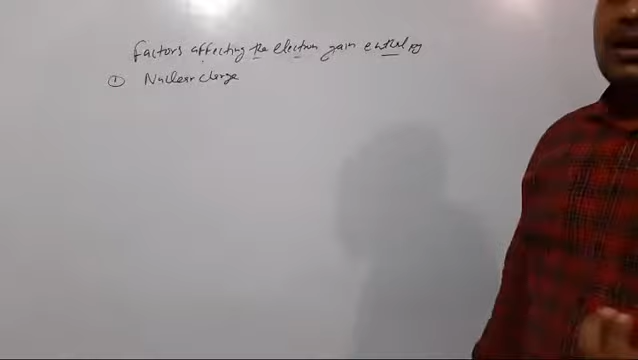 Factors affecting the electron gain enthalpy
① Nuclear charge